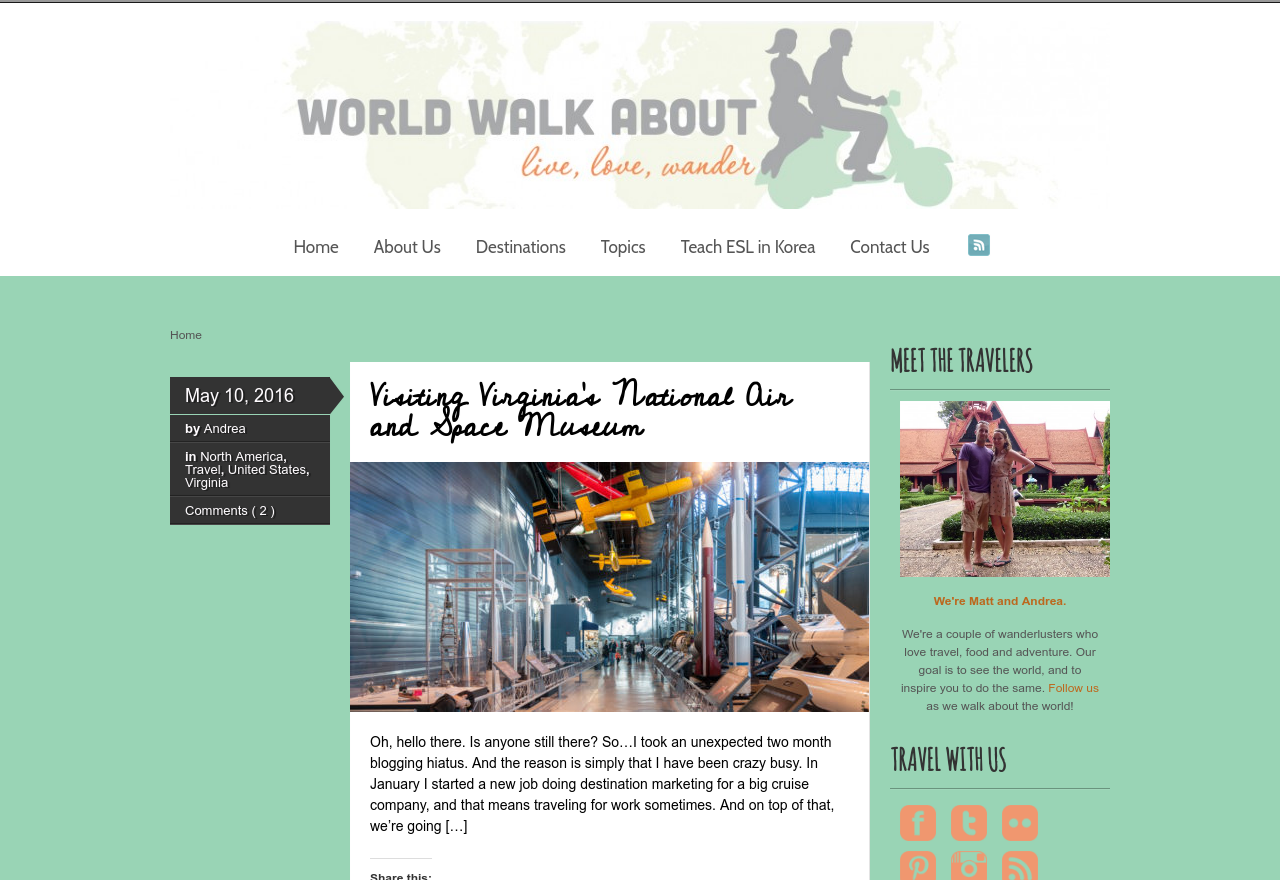 WORLD WALK ABOUT
live, love, wander
Home
About Us
Destinations
Topics
Teach ESL in Korea
Contact Us
Home
May 10, 2016
by Andrea
in North America,
Travel, United States,
Virginia
Comments ( 2 )
Visiting Virginia's National Air
and Space Museum
Oh, hello there. Is anyone still there? So…I took an unexpected two month
blogging hiatus. And the reason is simply that I have been crazy busy. In
January I started a new job doing destination marketing for a big cruise
company, and that means traveling for work sometimes. And on top of that,
we’re going […]
Share this:
MEET THE TRAVELERS
We're Matt and Andrea.
We're a couple of wanderlusters who
love travel, food and adventure. Our
goal is to see the world, and to
inspire you to do the same. Follow us
as we walk about the world!
TRAVEL WITH US